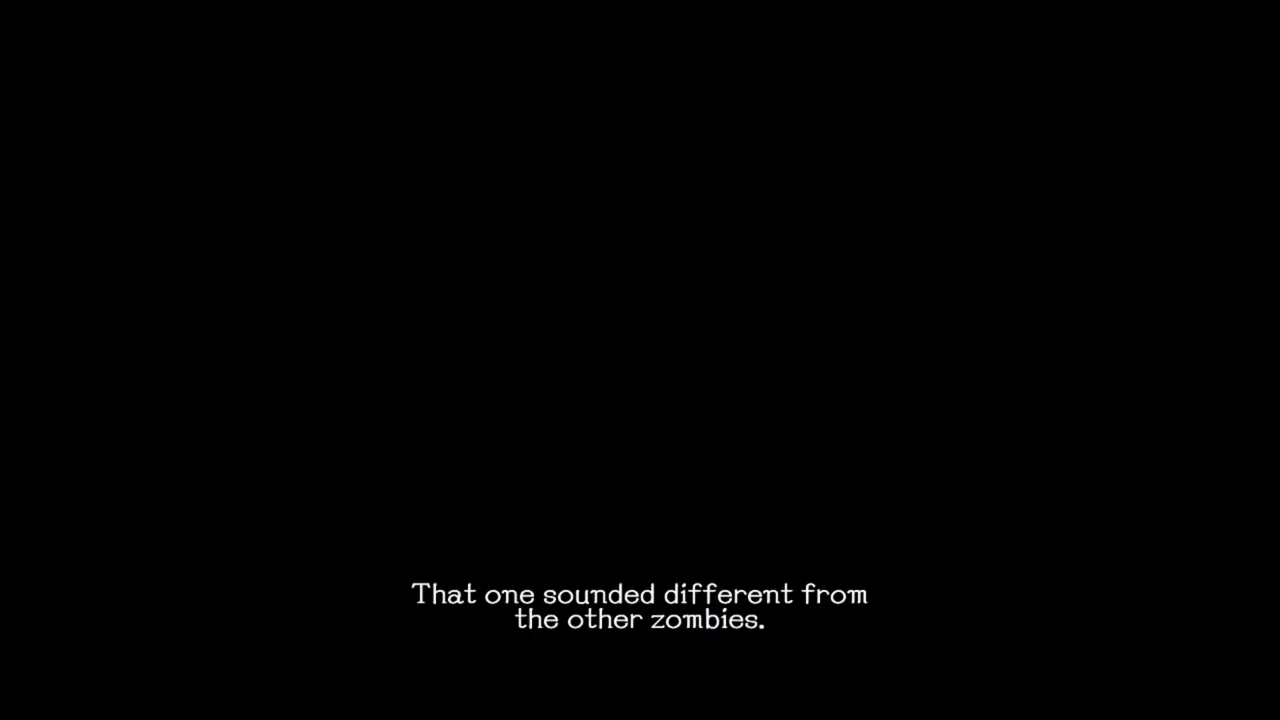 That one sounded different from
the other zombies.